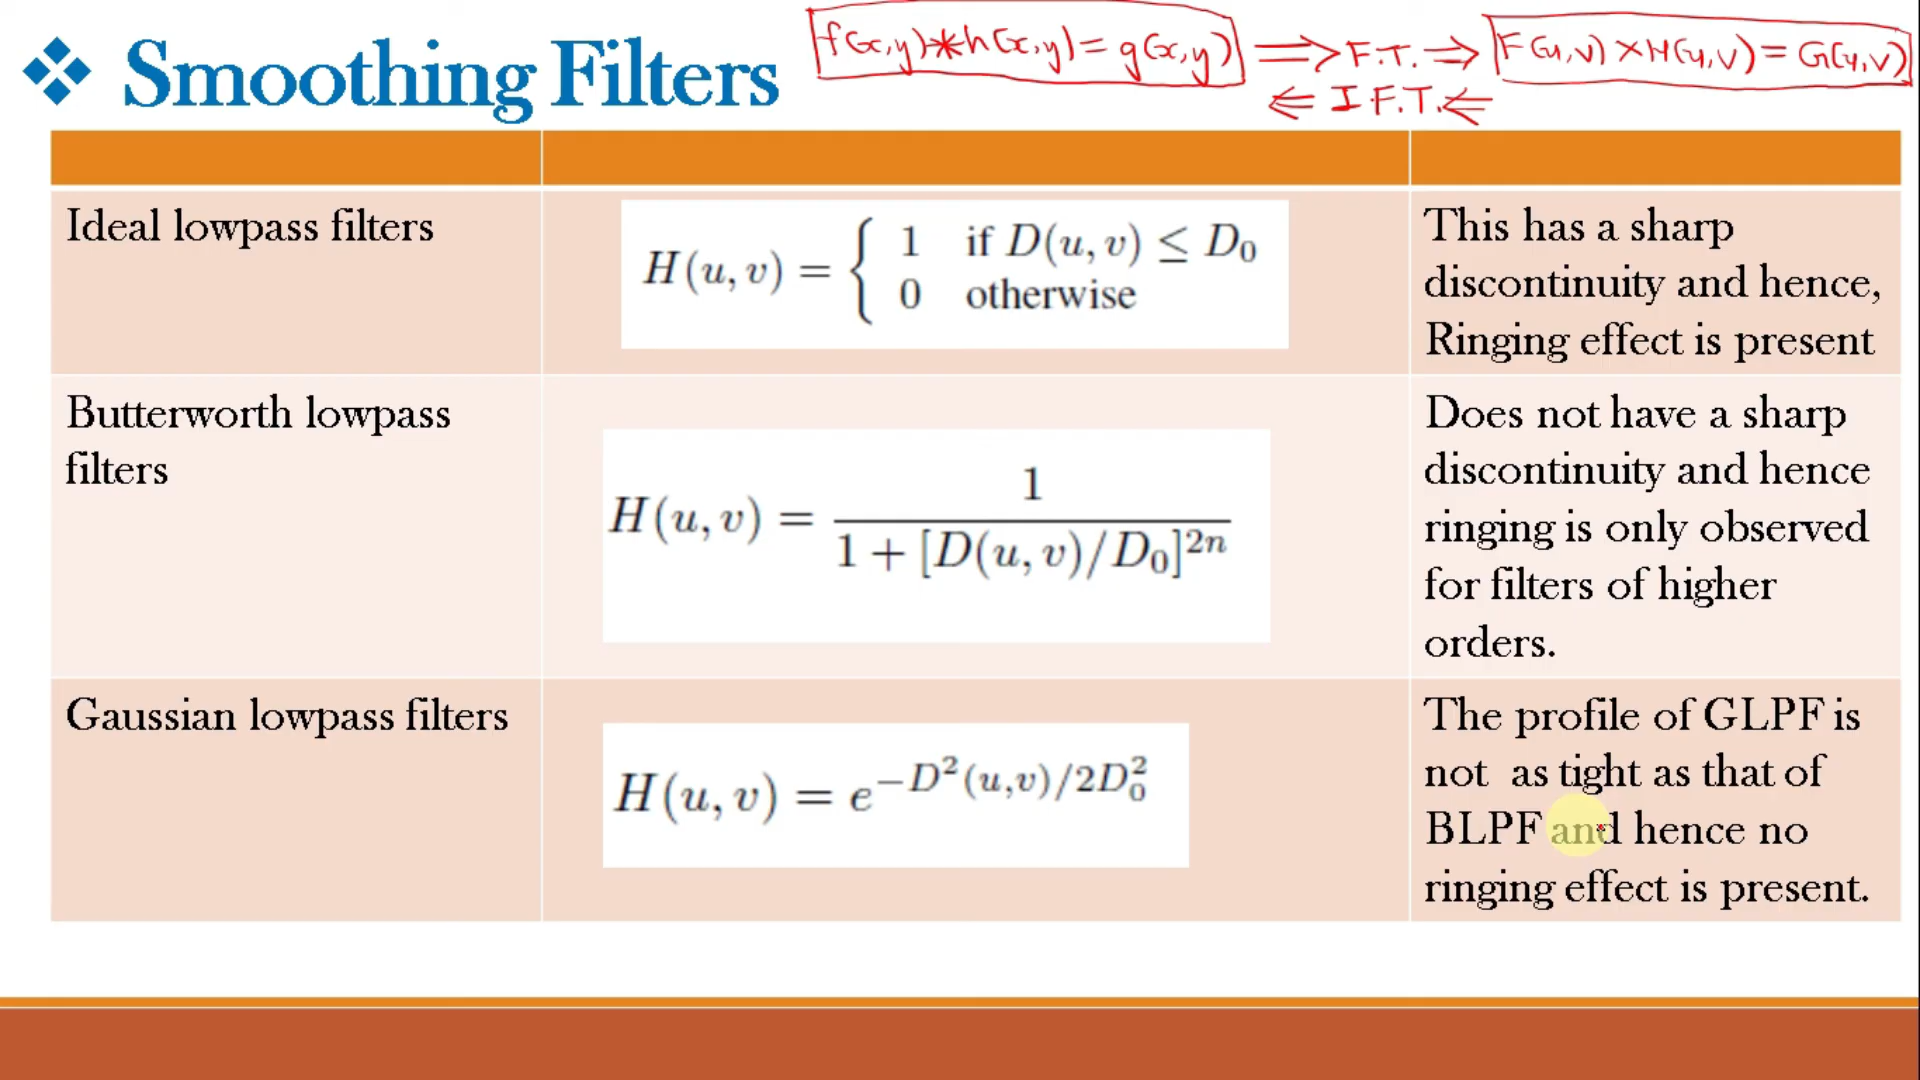 ❖ Smoothing Filters
f(x,y)*h(x,y)=g(x,y) ⟹ F.T. ⟹ F(u,v)×H(u,v)=G(u,v)
⟸ I F.T. ⟸
Ideal lowpass filters
H(u, v) = { 1 if D(u, v) ≤ D₀
0 otherwise
This has a sharp
discontinuity and hence,
Ringing effect is present
Butterworth lowpass
filters
H(u, v) = 1 / 1 + [D(u, v)/D₀]²ⁿ
Does not have a sharp
discontinuity and hence
ringing is only observed
for filters of higher
orders.
Gaussian lowpass filters
H(u, v) = e^−D²(u,v)/2D₀²
The profile of GLPF is
not as tight as that of
BLPF and hence no
ringing effect is present.